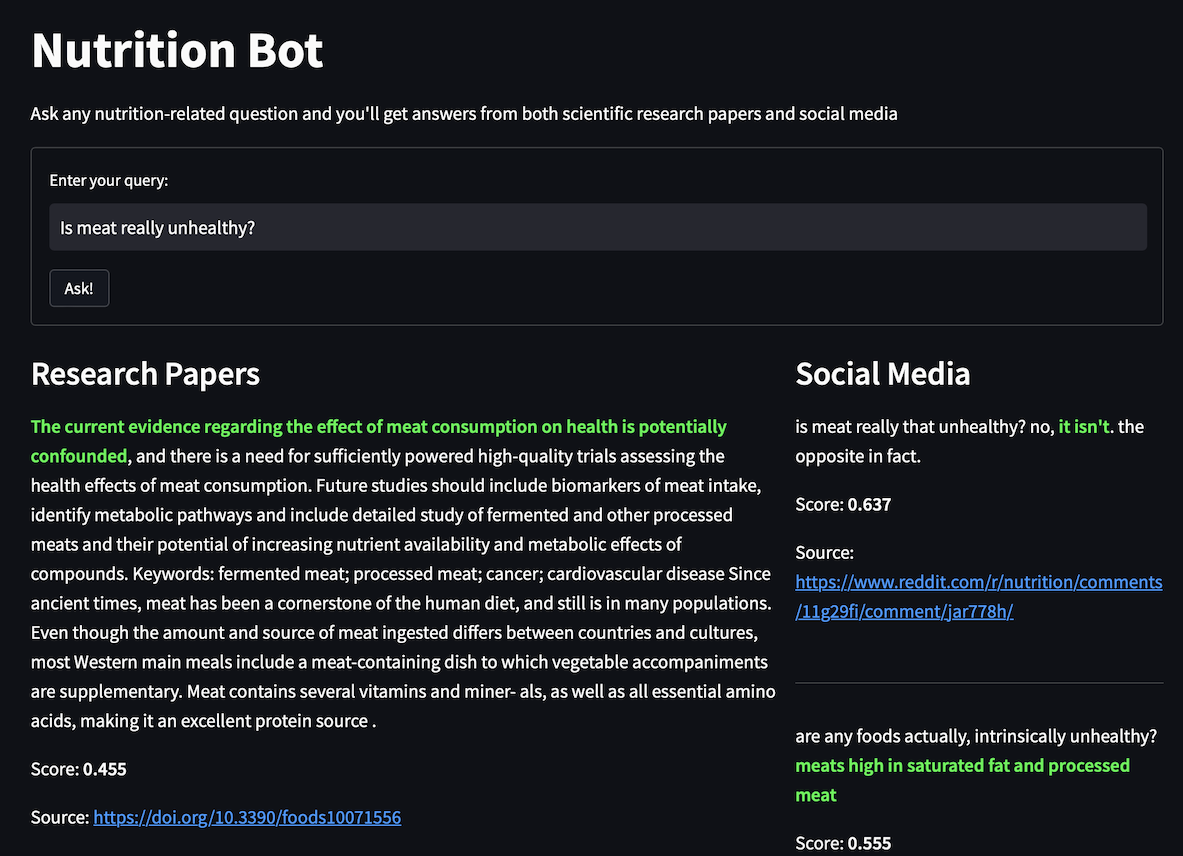 Nutrition Bot
Ask any nutrition-related question and you'll get answers from both scientific research papers and social media
Enter your query:
Is meat really unhealthy?
Ask!
Research Papers
The current evidence regarding the effect of meat consumption on health is potentially
confounded, and there is a need for sufficiently powered high-quality trials assessing the
health effects of meat consumption. Future studies should include biomarkers of meat intake,
identify metabolic pathways and include detailed study of fermented and other processed
meats and their potential of increasing nutrient availability and metabolic effects of
compounds. Keywords: fermented meat; processed meat; cancer; cardiovascular disease Since
ancient times, meat has been a cornerstone of the human diet, and still is in many populations.
Even though the amount and source of meat ingested differs between countries and cultures,
most Western main meals include a meat-containing dish to which vegetable accompaniments
are supplementary. Meat contains several vitamins and miner- als, as well as all essential amino
acids, making it an excellent protein source .
Score: 0.455
Source: https://doi.org/10.3390/foods10071556
Social Media
is meat really that unhealthy? no, it isn't. the
opposite in fact.
Score: 0.637
Source:
https://www.reddit.com/r/nutrition/comments
/11g29fi/comment/jar778h/
are any foods actually, intrinsically unhealthy?
meats high in saturated fat and processed
meat
Score: 0.555